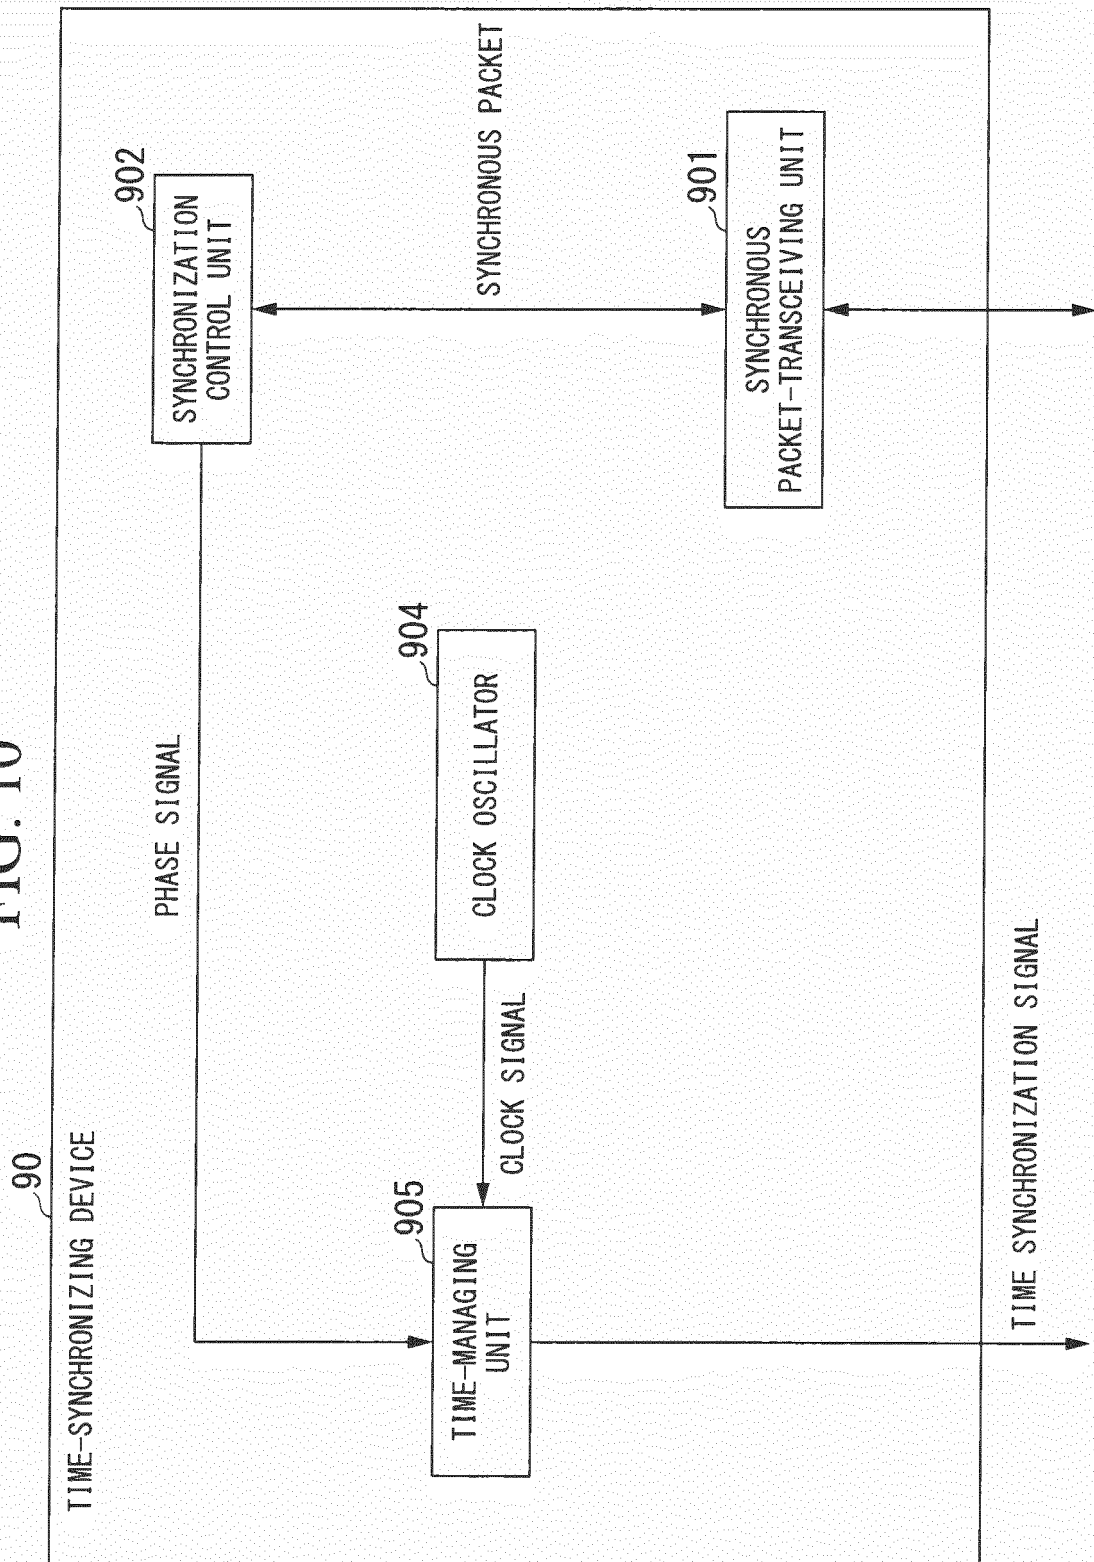 FIG. 10
90
TIME-SYNCHRONIZING DEVICE
905
TIME-MANAGING
UNIT
PHASE SIGNAL
CLOCK SIGNAL
904
CLOCK OSCILLATOR
902
SYNCHRONIZATION
CONTROL UNIT
SYNCHRONOUS PACKET
901
SYNCHRONOUS
PACKET-TRANSCEIVING UNIT
TIME SYNCHRONIZATION SIGNAL